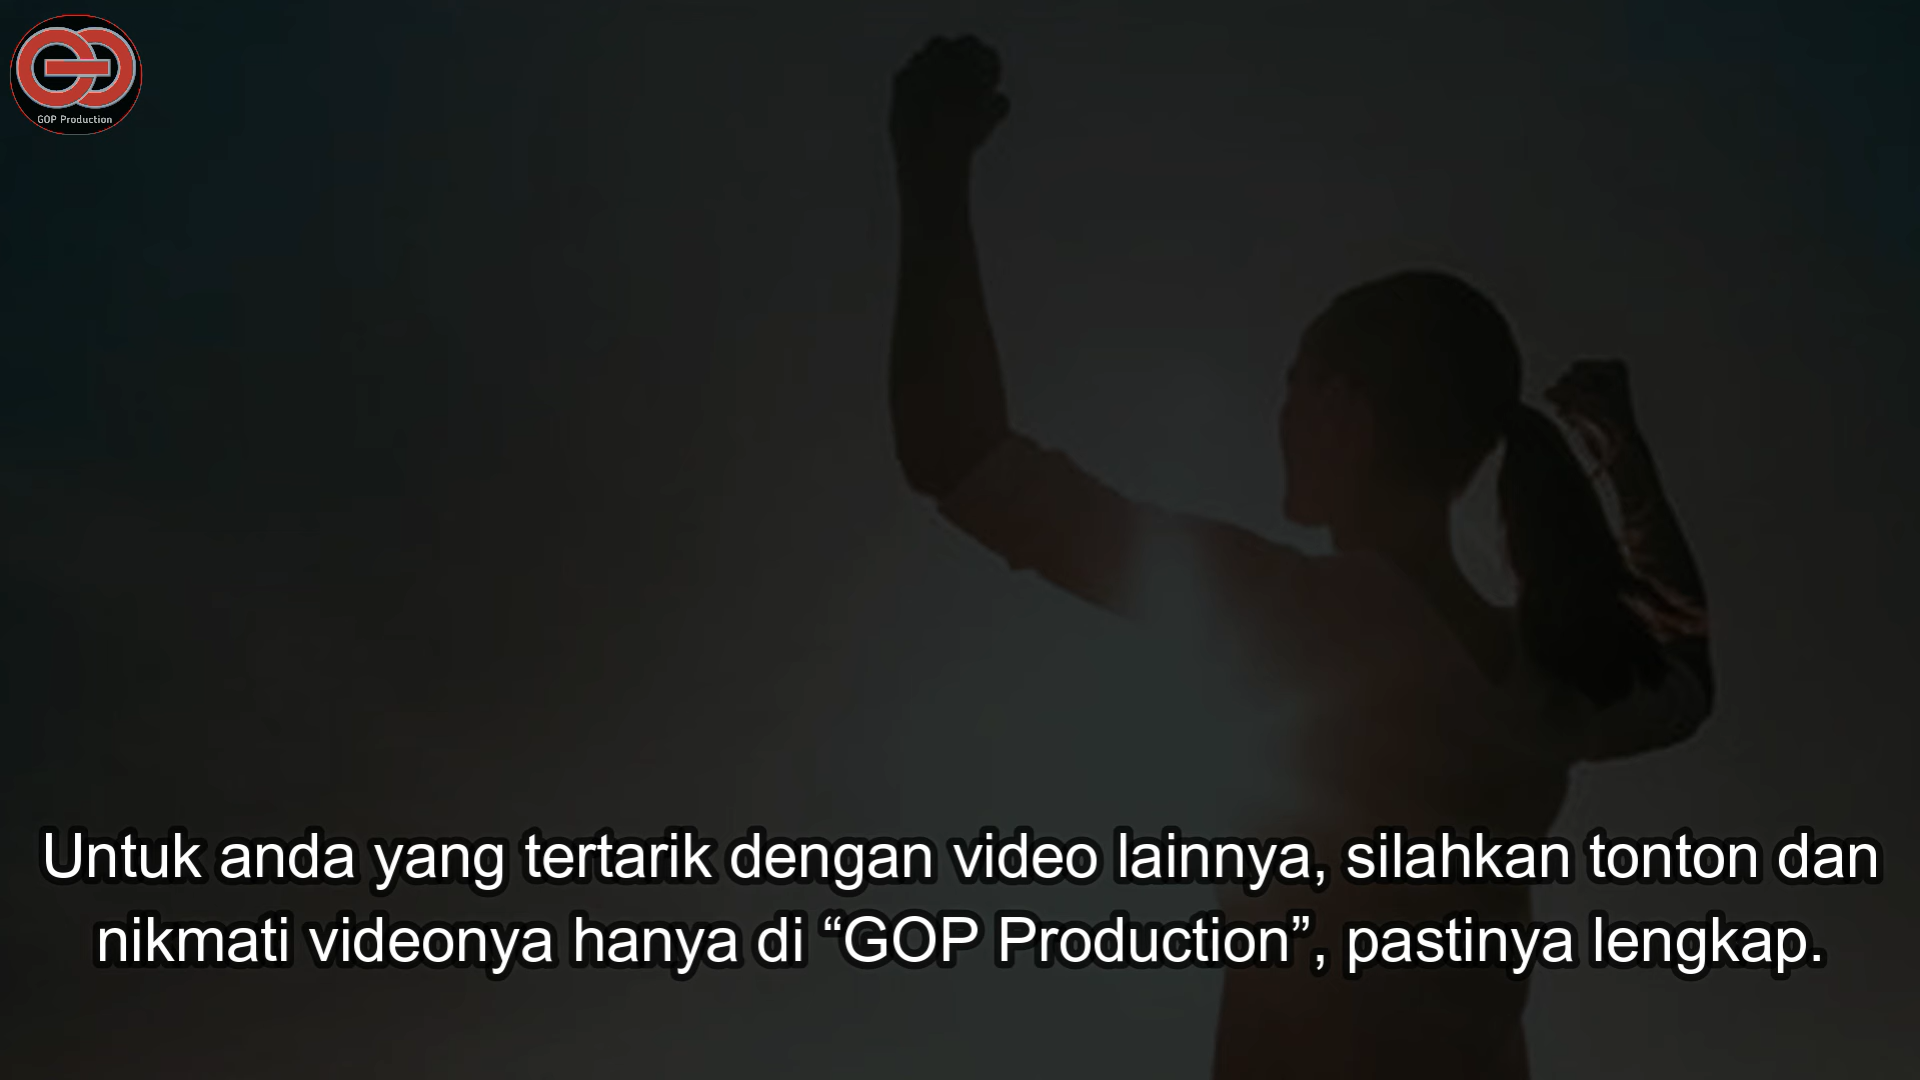 GOP Production
Untuk anda yang tertarik dengan video lainnya, silahkan tonton dan
nikmati videonya hanya di “GOP Production”, pastinya lengkap.